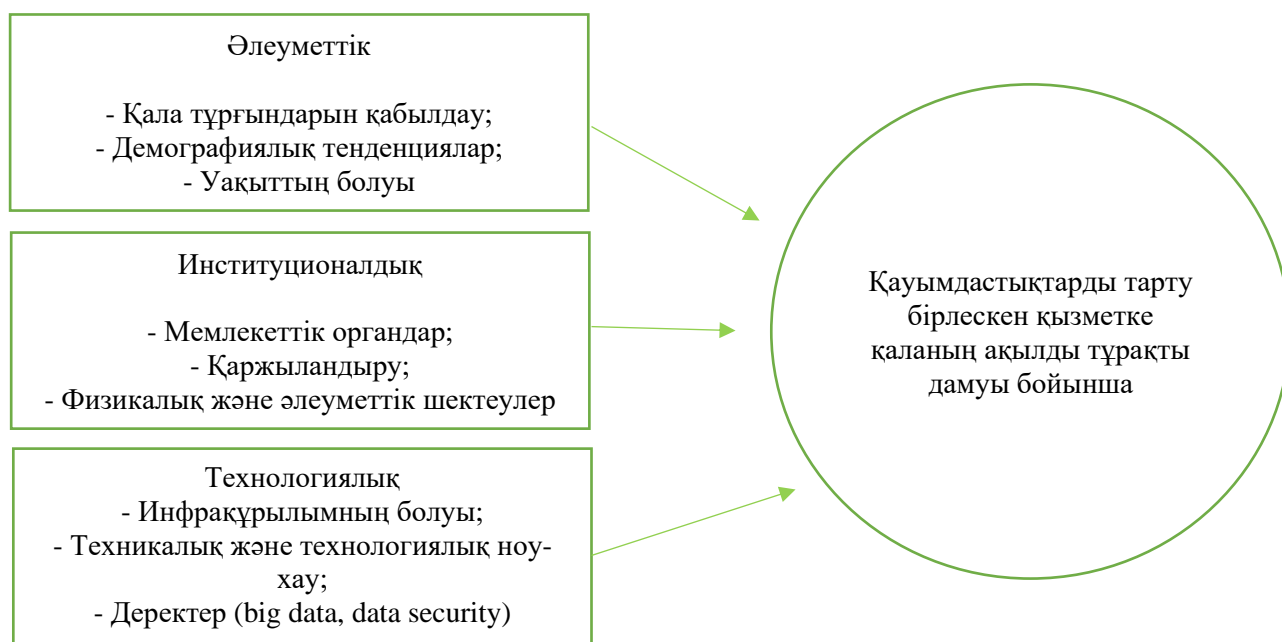 Әлеуметтік
- Қала тұрғындарын қабылдау;
- Демографиялық тенденциялар;
- Уақыттың болуы
Институционалдық
- Мемлекеттік органдар;
- Қаржыландыру;
- Физикалық және әлеуметтік шектеулер
Технологиялық
- Инфрақұрылымның болуы;
- Техникалық және технологиялық ноу-
хау;
- Деректер (big data, data security)
Қауымдастықтарды тарту
бірлескен қызметке
қаланың ақылды тұрақты
дамуы бойынша